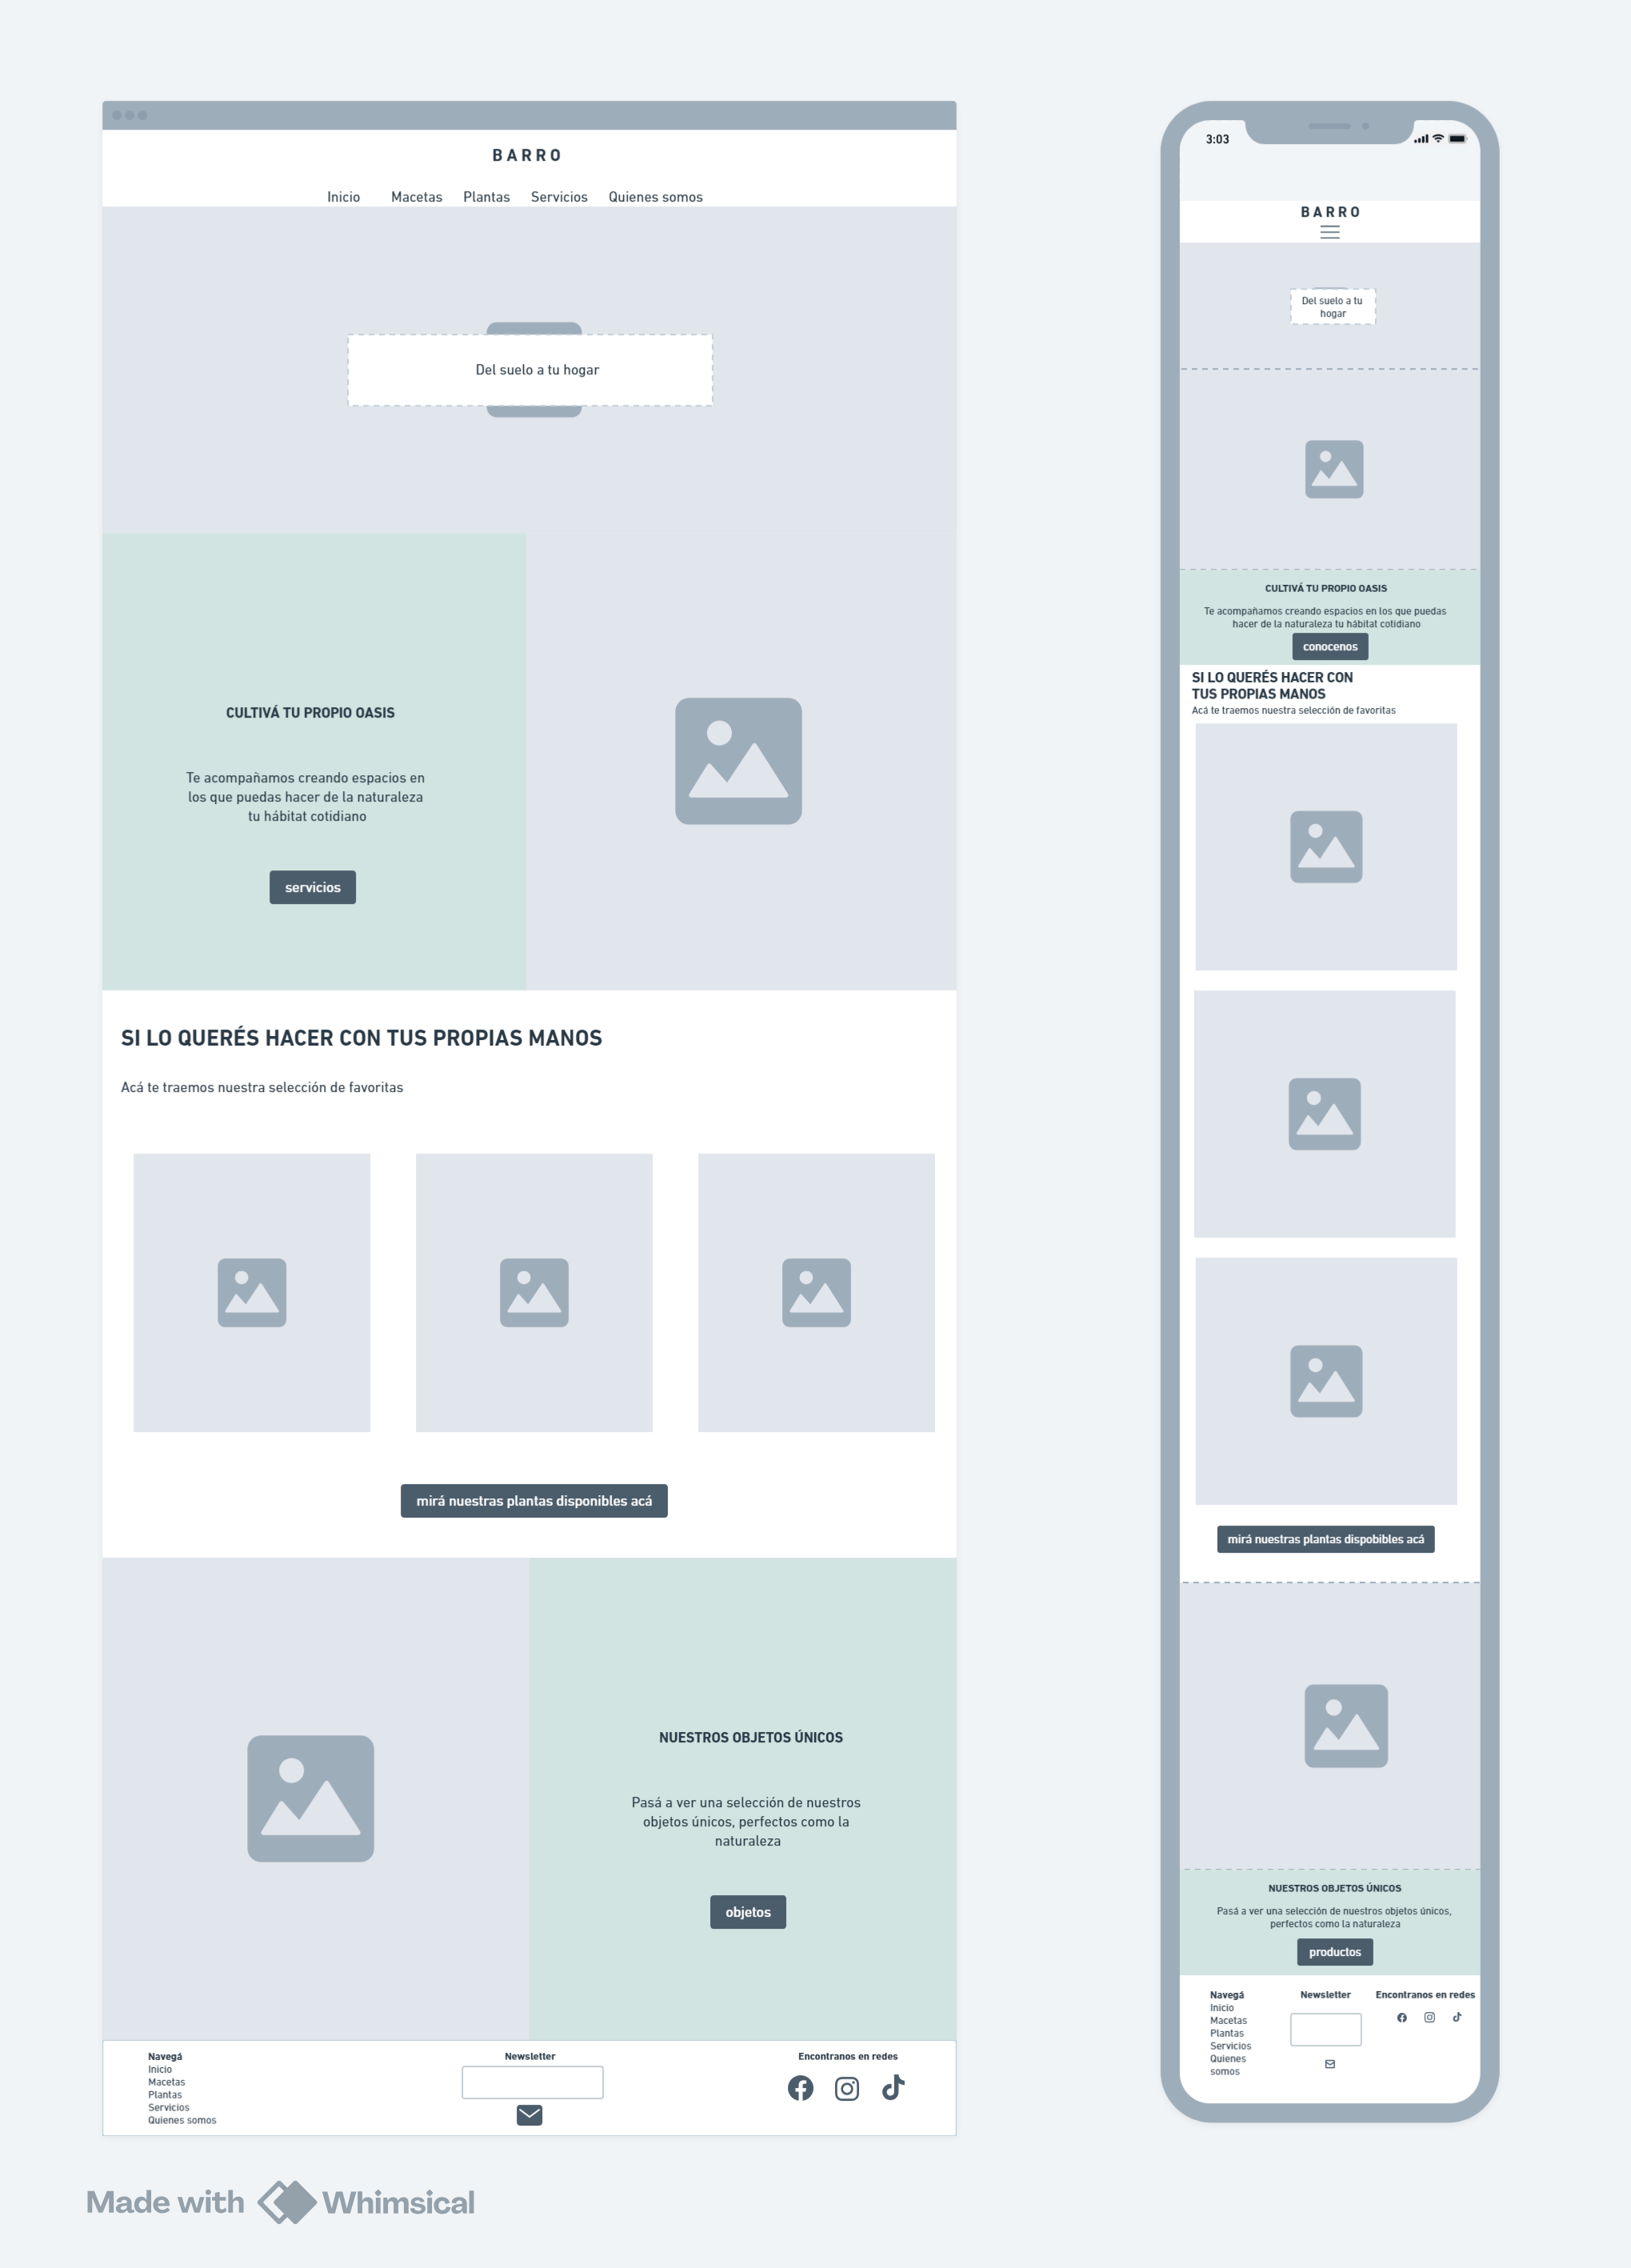 BARRO
Inicio Macetas Plantas Servicios Quienes somos
Del suelo a tu hogar
CULTIVÁ TU PROPIO OASIS
Te acompañamos creando espacios en
los que puedas hacer de la naturaleza
tu hábitat cotidiano
servicios
SI LO QUERÉS HACER CON TUS PROPIAS MANOS
Acá te traemos nuestra selección de favoritas
mirá nuestras plantas disponibles acá
NUESTROS OBJETOS ÚNICOS
Pasá a ver una selección de nuestros
objetos únicos, perfectos como la
naturaleza
objetos
Navegá
Inicio
Macetas
Plantas
Servicios
Quienes somos
Newsletter
Encontranos en redes
3:03
BARRO
Del suelo a tu
hogar
CULTIVÁ TU PROPIO OASIS
Te acompañamos creando espacios en los que puedas
hacer de la naturaleza tu hábitat cotidiano
conocenos
SI LO QUERÉS HACER CON
TUS PROPIAS MANOS
Acá te traemos nuestra selección de favoritas
mirá nuestras plantas dispobibles acá
NUESTROS OBJETOS ÚNICOS
Pasá a ver una selección de nuestros objetos únicos,
perfectos como la naturaleza
productos
Navegá
Inicio
Macetas
Plantas
Servicios
Quienes
somos
Newsletter
Encontranos en redes
Made with Whimsical